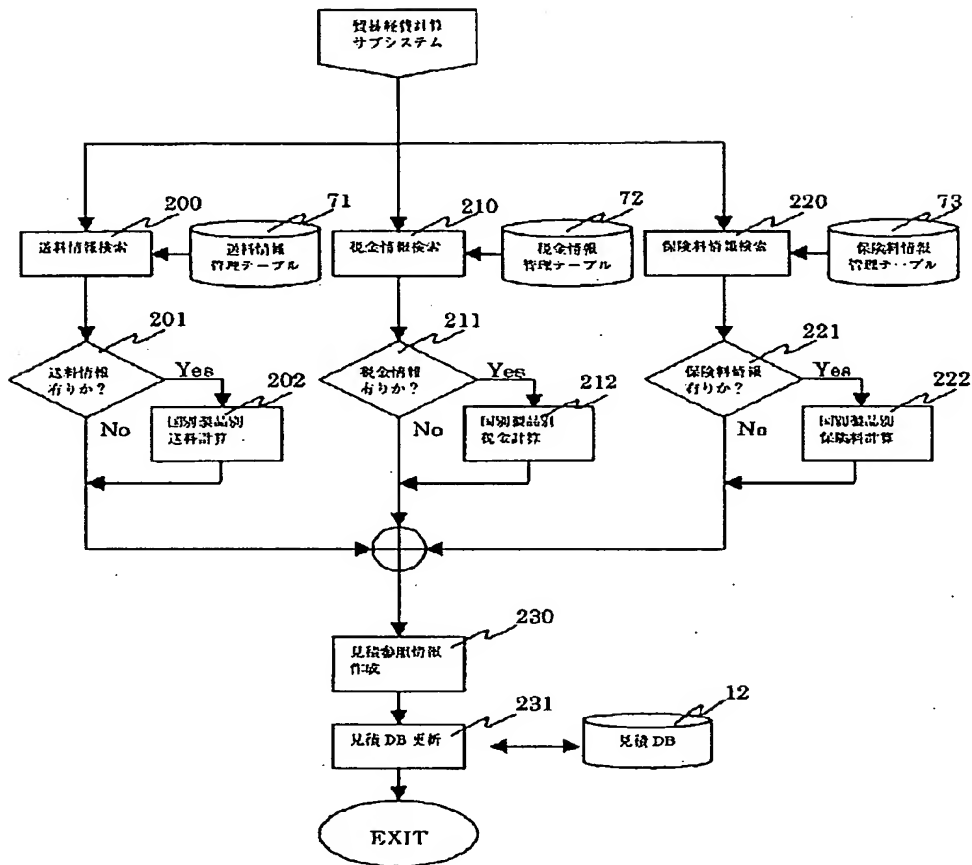 貿易経費計算
サブシステム
200
71
210
72
220
73
送料情報検索
送料情報
管理テーブル
税金情報検索
税金情報
管理テーブル
保険料情報検索
保険料情報
管理テーブル
201
211
221
送料情報
有りか?
Yes
税金情報
有りか?
Yes
保険料情報
有りか?
Yes
202
212
222
No
国別製品別
送料計算
No
国別製品別
税金計算
No
国別製品別
保険料計算
230
見積参照情報
作成
231
12
見積 DB 更新
見積 DB
EXIT